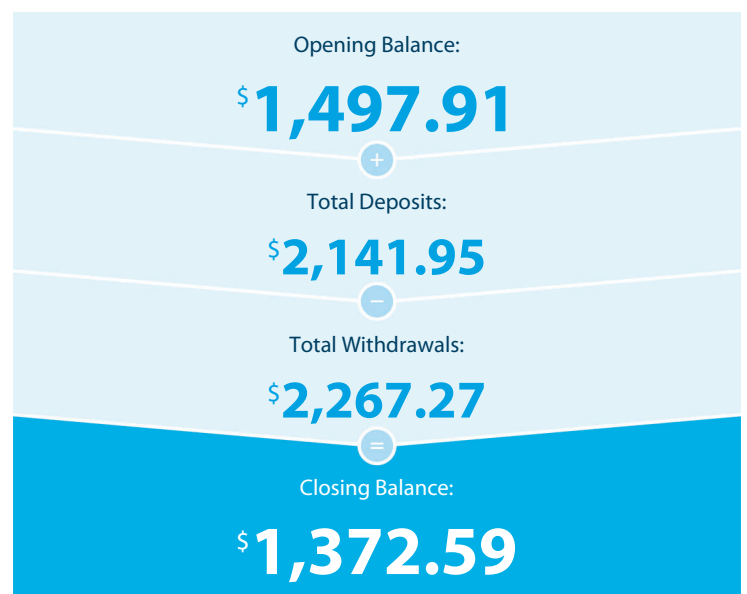 Opening Balance:
$1,497.91
+
Total Deposits:
$2,141.95
−
Total Withdrawals:
$2,267.27
=
Closing Balance:
$1,372.59